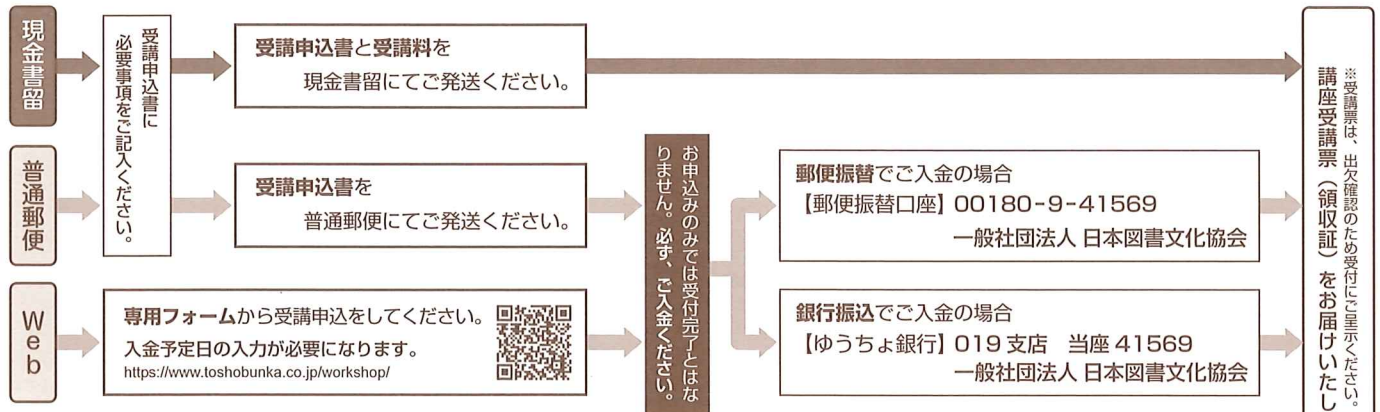 現金書留
受講申込書に
必要事項をご記入ください。
受講申込書と受講料を
現金書留にてご発送ください。
普通郵便
受講申込書を
普通郵便にてご発送ください。
Web
専用フォームから受講申込をしてください。
入金予定日の入力が必要になります。
https://www.toshobunka.co.jp/workshop/
お申込みのみでは受付完了とはな
りません。必ず、ご入金ください。
郵便振替でご入金の場合
【郵便振替口座】00180-9-41569
一般社団法人 日本図書文化協会
銀行振込でご入金の場合
【ゆうちょ銀行】019 支店　当座 41569
一般社団法人 日本図書文化協会
※受講票は、出欠確認のため受付にご呈示ください。
講座受講票（領収証）をお届けいたし